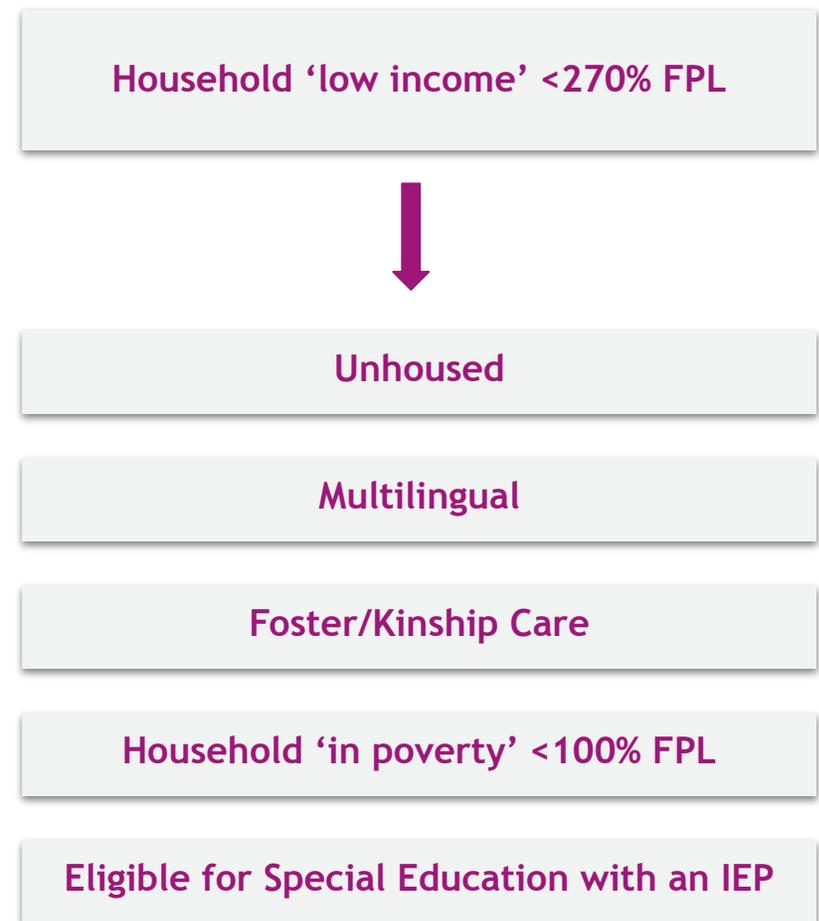 Household ‘low income’ <270% FPL
Unhoused
Multilingual
Foster/Kinship Care
Household ‘in poverty’ <100% FPL
Eligible for Special Education with an IEP